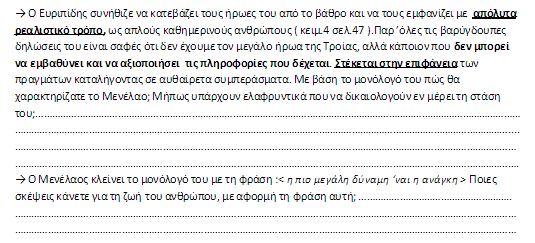 → Ο Ευριπίδης συνήθιζε να κατεβάζει τους ήρωες του από το βάθρο και να τους εμφανίζει με απόλυτα
ρεαλιστικό τρόπο, ως απλούς καθημερινούς ανθρώπους ( κειμ.4 σελ.47 ).Παρ΄όλες τις βαρύγδουπες
δηλώσεις του είναι σαφές ότι δεν έχουμε τον μεγάλο ήρωα της Τροίας, αλλά κάποιον που δεν μπορεί
να εμβαθύνει και να αξιοποιήσει τις πληροφορίες που δέχεται. Στέκεται στην επιφάνεια των
πραγμάτων καταλήγοντας σε αυθαίρετα συμπεράσματα. Με βάση το μονόλογό του πώς θα
χαρακτηρίζατε το Μενέλαο; Μήπως υπάρχουν ελαφρυντικά που να δικαιολογούν εν μέρει τη στάση
του;..............................................................................................................
..................................................................................................................
..................................................................................................................
..................................................................................................................
→ Ο Μενέλαος κλείνει το μονόλογό του με τη φράση :< η πιο μεγάλη δύναμη ΄ναι η ανάγκη > Ποιες
σκέψεις κάνετε για τη ζωή του ανθρώπου, με αφορμή τη φράση αυτή; ..................................
..................................................................................................................
..................................................................................................................